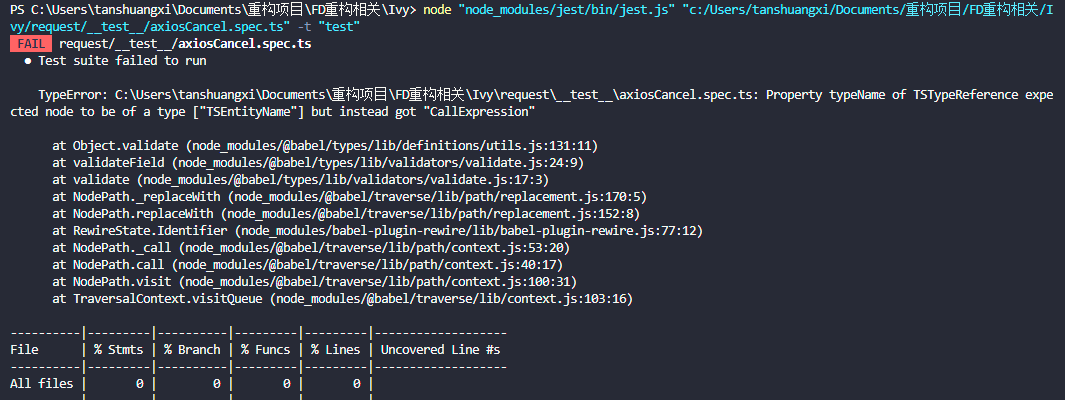 PS C:\Users\tanshuangxi\Documents\重构项目\FD重构相关\Ivy> node "node_modules/jest/bin/jest.js" "c:/Users/tanshuangxi/Documents/重构项目/FD重构相关/I
vy/request/__test__/axiosCancel.spec.ts" -t "test"
FAIL request/__test__/axiosCancel.spec.ts
● Test suite failed to run
TypeError: C:\Users\tanshuangxi\Documents\重构项目\FD重构相关\Ivy\request\__test__\axiosCancel.spec.ts: Property typeName of TSTypeReference expe
cted node to be of a type ["TSEntityName"] but instead got "CallExpression"
at Object.validate (node_modules/@babel/types/lib/definitions/utils.js:131:11)
at validateField (node_modules/@babel/types/lib/validators/validate.js:24:9)
at validate (node_modules/@babel/types/lib/validators/validate.js:17:3)
at NodePath._replaceWith (node_modules/@babel/traverse/lib/path/replacement.js:170:5)
at NodePath.replaceWith (node_modules/@babel/traverse/lib/path/replacement.js:152:8)
at RewireState.Identifier (node_modules/babel-plugin-rewire/lib/babel-plugin-rewire.js:77:12)
at NodePath._call (node_modules/@babel/traverse/lib/path/context.js:53:20)
at NodePath.call (node_modules/@babel/traverse/lib/path/context.js:40:17)
at NodePath.visit (node_modules/@babel/traverse/lib/path/context.js:100:31)
at TraversalContext.visitQueue (node_modules/@babel/traverse/lib/context.js:103:16)
----------|---------|----------|---------|---------|-------------------
File | % Stmts | % Branch | % Funcs | % Lines | Uncovered Line #s
----------|---------|----------|---------|---------|-------------------
All files | 0 | 0 | 0 | 0 |